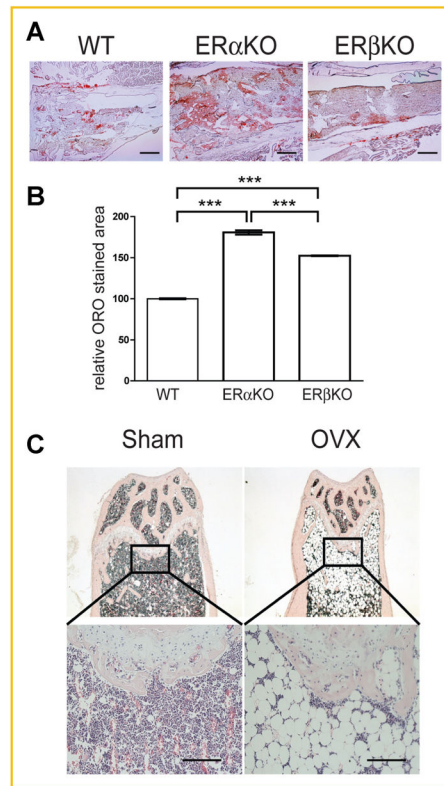 A
WT ERαKO ERβKO
B
***
*** ***
relative ORO stained area
200
150
100
50
0
WT ERαKO ERβKO
C
Sham OVX